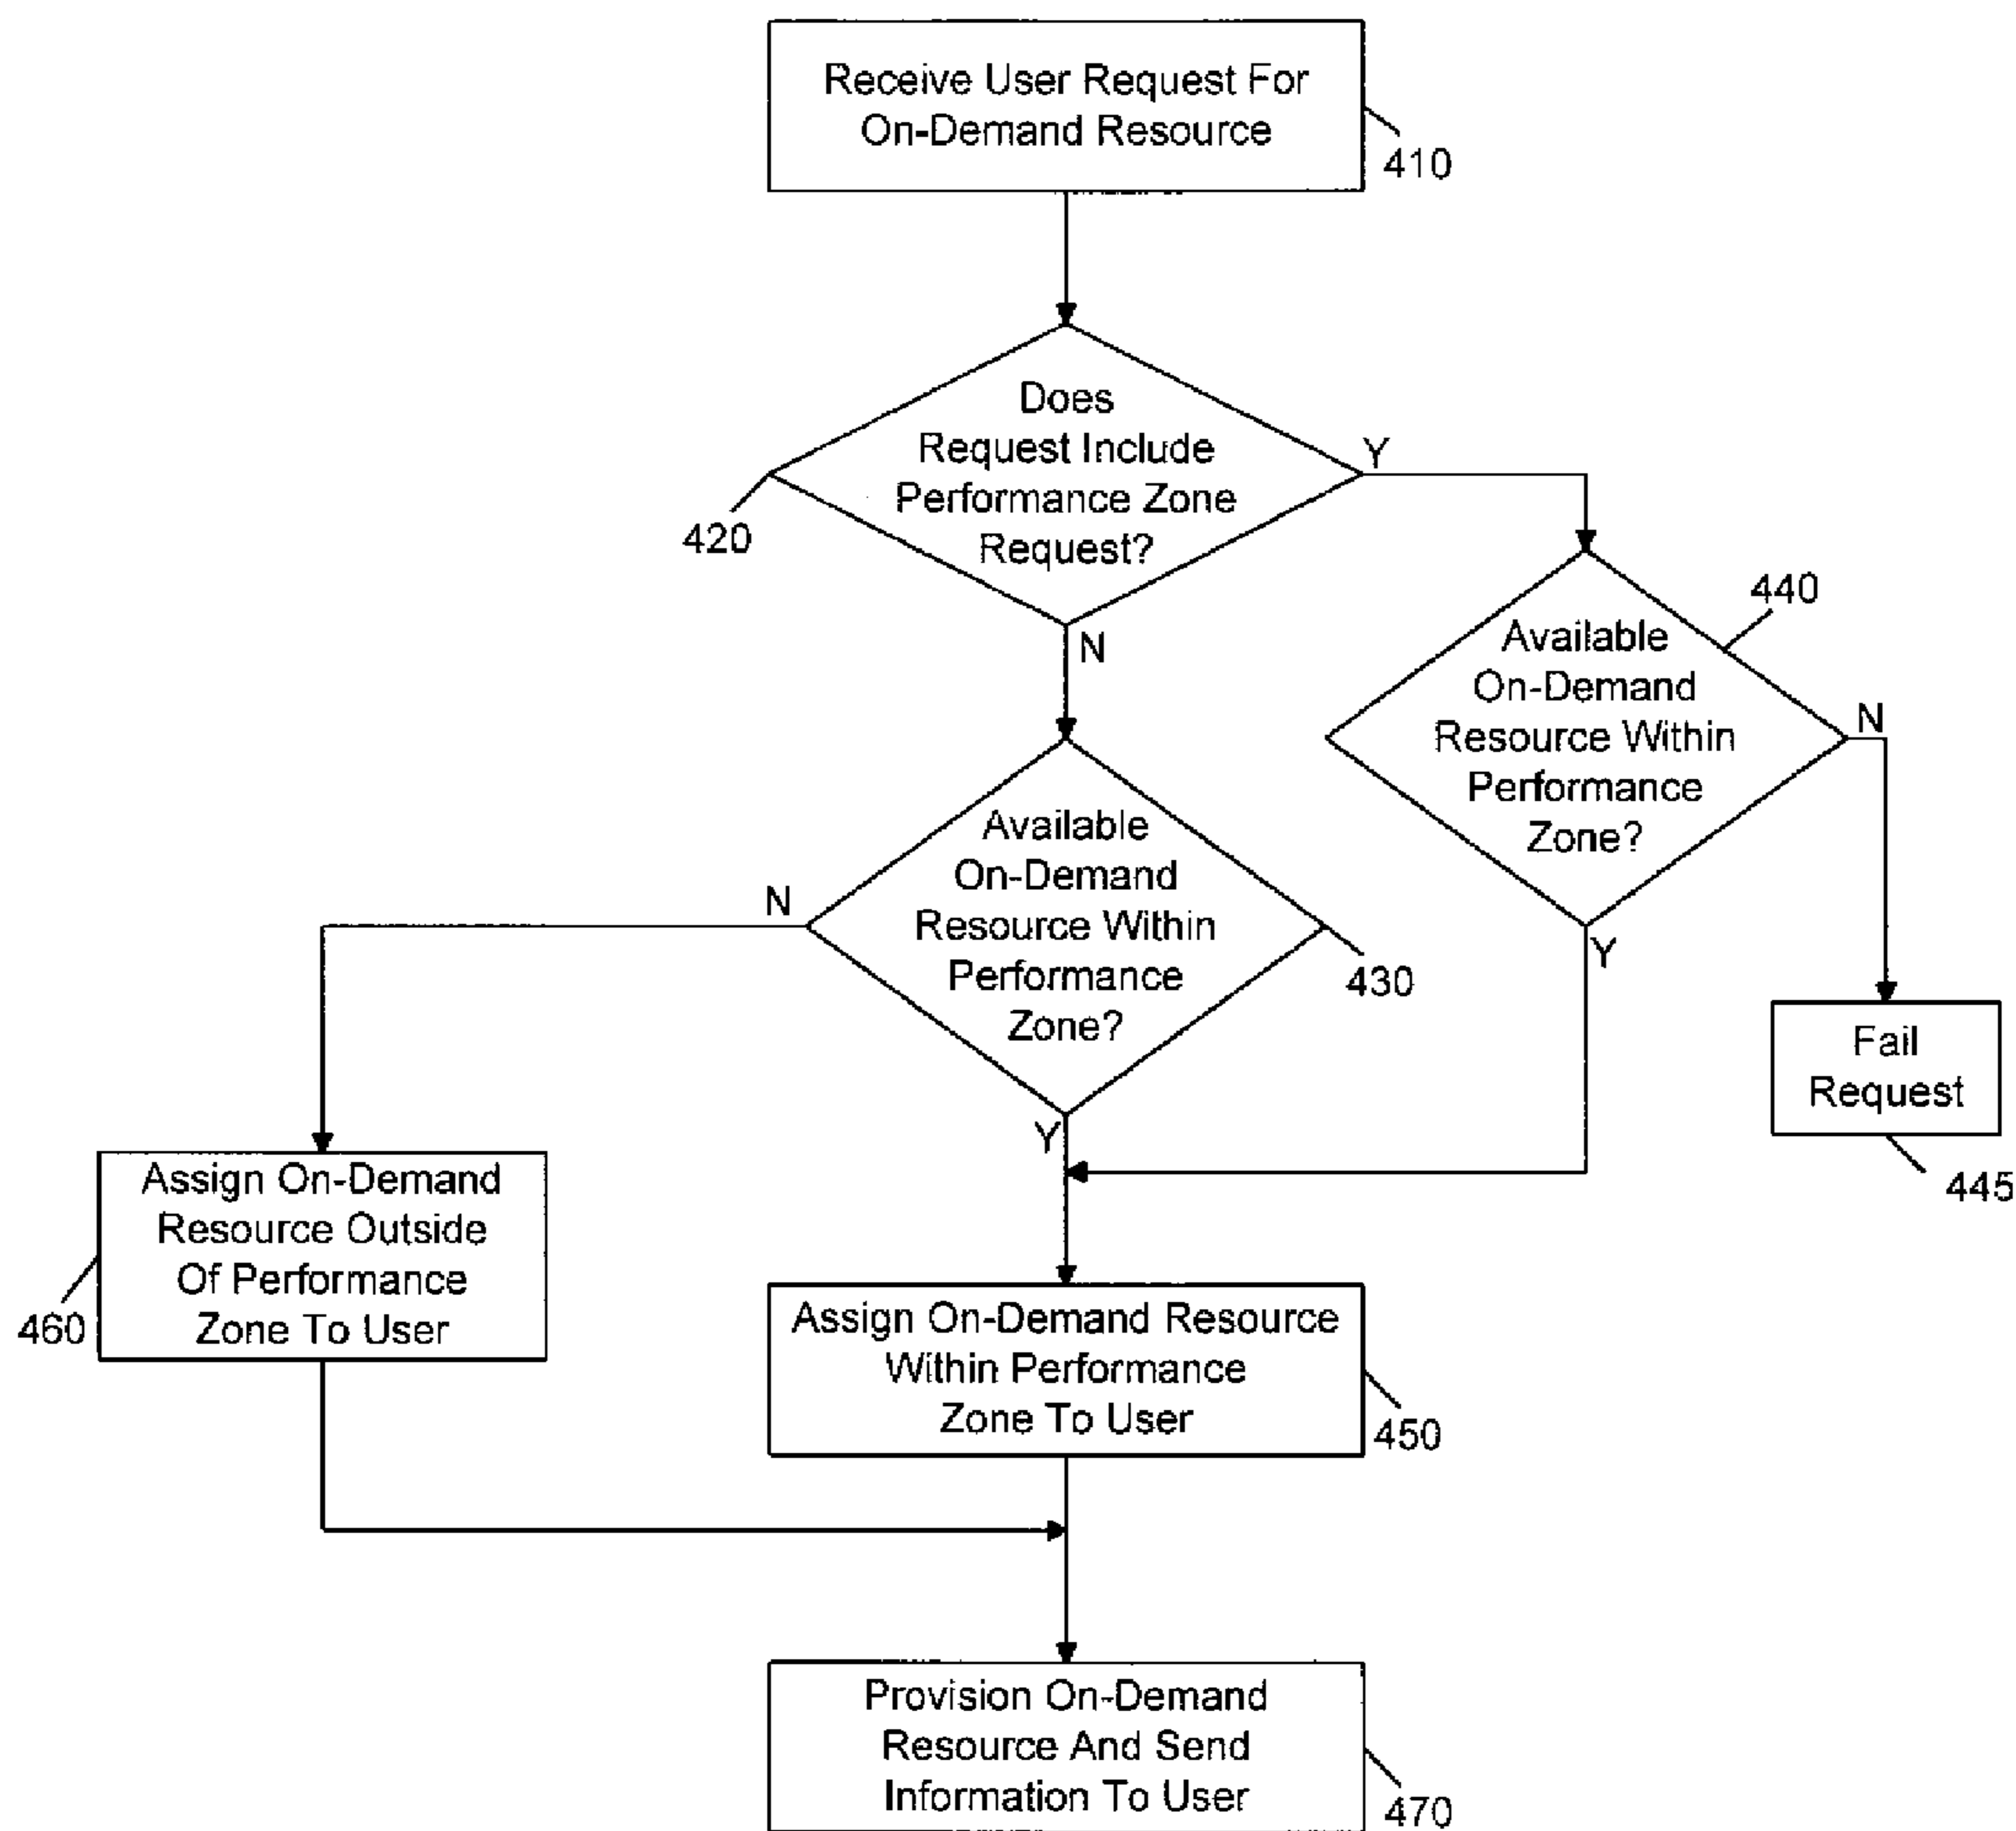 Receive User Request For
On-Demand Resource
410
Does
Request Include
Performance Zone
Request?
Y
420
N
440
Available
On-Demand
Resource Within
Performance
Zone?
N
Y
Available
On-Demand
Resource Within
Performance
Zone?
N
430
Y
Fail
Request
445
Assign On-Demand
Resource Outside
Of Performance
Zone To User
460
Assign On-Demand Resource
Within Performance
Zone To User
450
Provision On-Demand
Resource And Send
Information To User
470